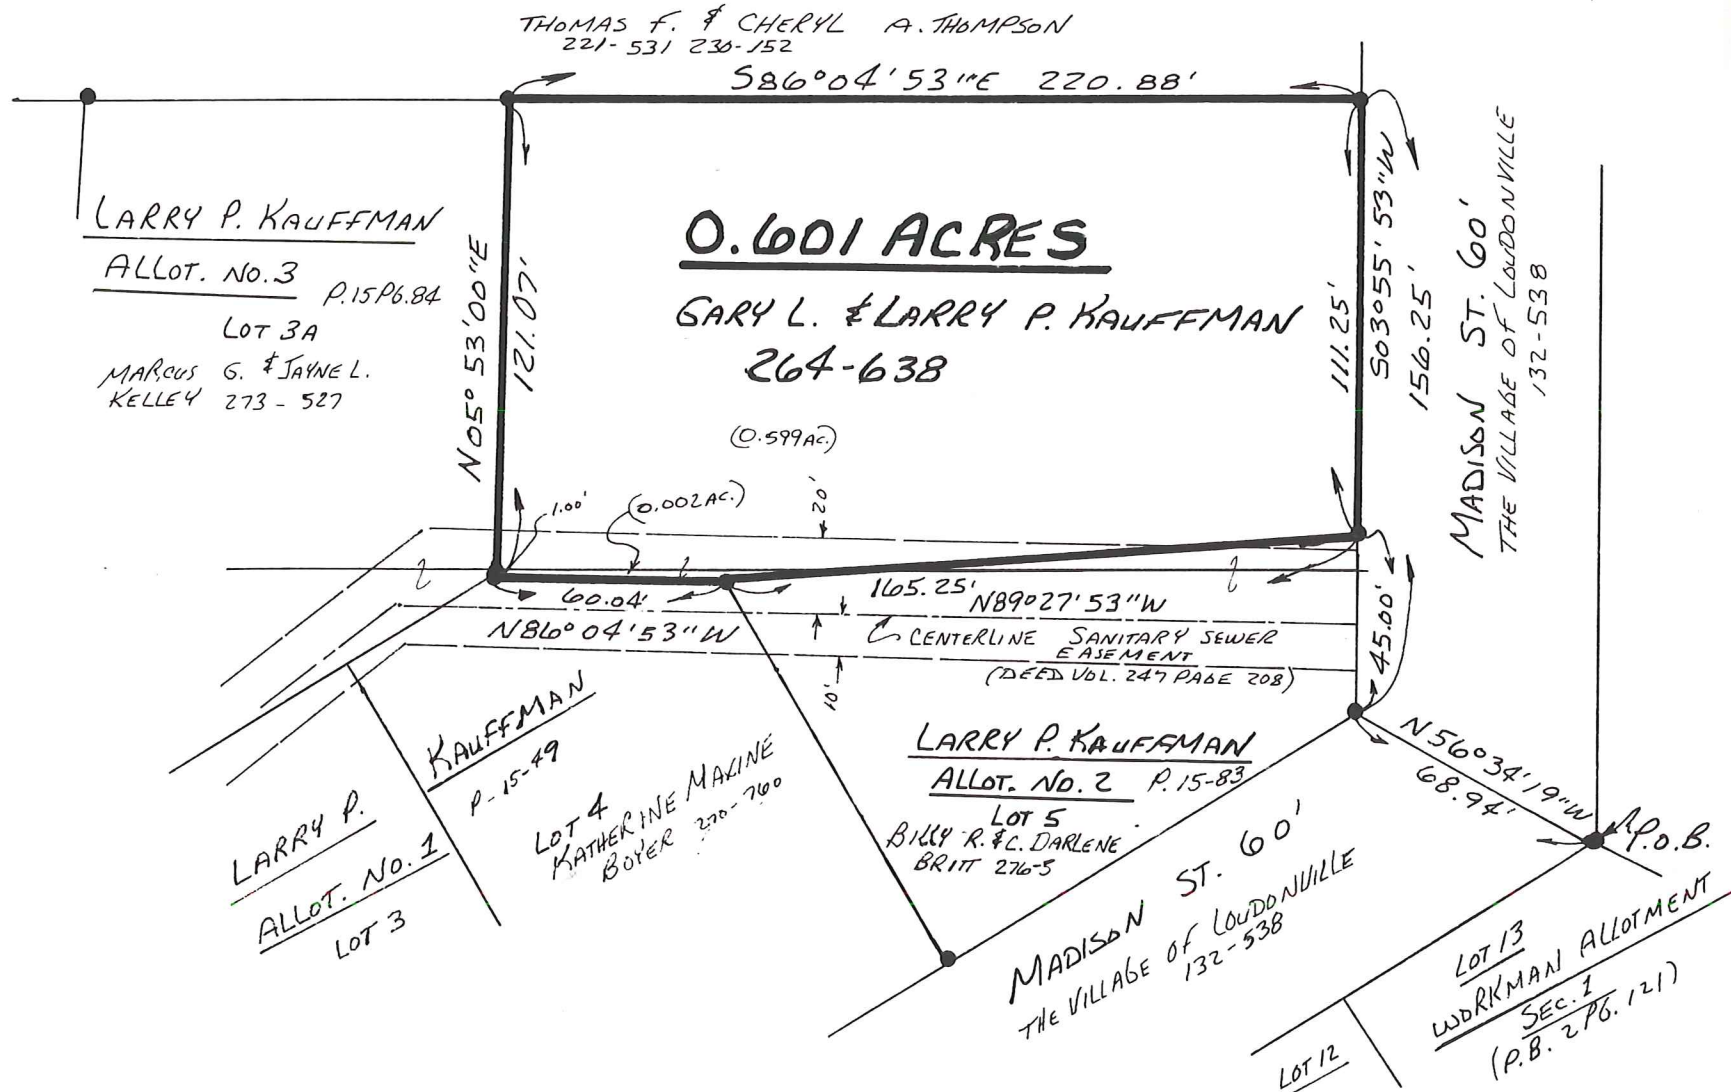 THOMAS F. & CHERYL A. THOMPSON
221-531 230-152
S86°04'53"E 220.88'
LARRY P. KAUFFMAN
ALLOT. NO.3 P.15PG.84
LOT 3A
MARCUS G. & JAYNE L.
KELLEY 273-527
N05°53'00"E
121.07'
0.601 ACRES
GARY L. & LARRY P. KAUFFMAN
264-638
(0.599AC.)
111.25'
S03°55'53"W
156.25'
MADISON ST. 60'
THE VILLAGE OF LOUDONVILLE
132-538
1.00'
(0.002AC.)
20'
60.04'
N86°04'53"W
165.25'
N89°27'53"W
CENTERLINE SANITARY SEWER
EASEMENT
(DEED VOL. 247 PAGE 208)
10'
45.00'
N56°34'19"W
68.94'
P.O.B.
LARRY P. KAUFFMAN
ALLOT. NO.1 P-15-49
LOT 3
LOT 4
KATHERINE MAXINE
BOYER 270-760
LARRY P. KAUFFMAN
ALLOT. NO. 2 P. 15-83
LOT 5
BILLY R. & C. DARLENE
BRITT 276-5
MADISON ST. 60'
THE VILLAGE OF LOUDONVILLE
132-538
LOT 13
WORKMAN ALLOTMENT
SEC. 1
(P.B. 2 PG. 121)
LOT 12